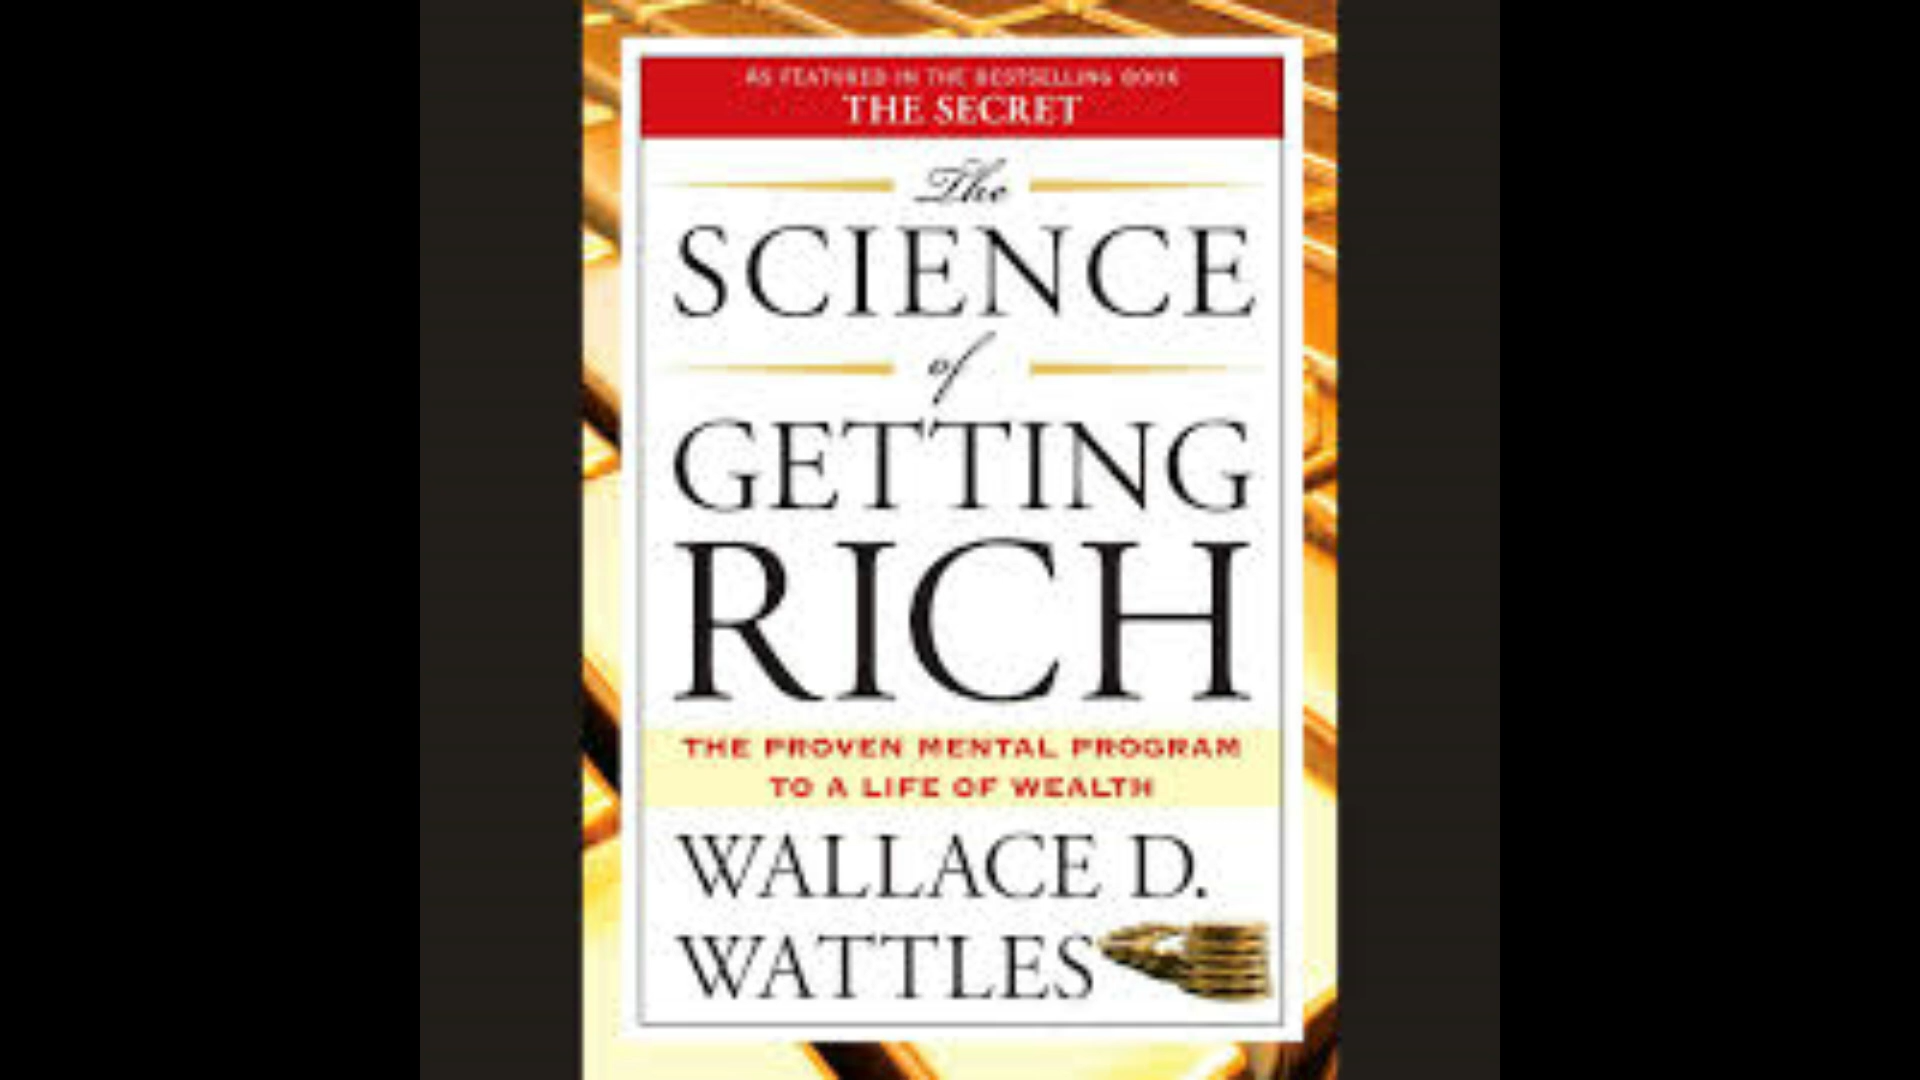 AS FEATURED IN THE BESTSELLING BOOK
THE SECRET
The
SCIENCE
of
GETTING
RICH
THE PROVEN MENTAL PROGRAM
TO A LIFE OF WEALTH
WALLACE D.
WATTLES